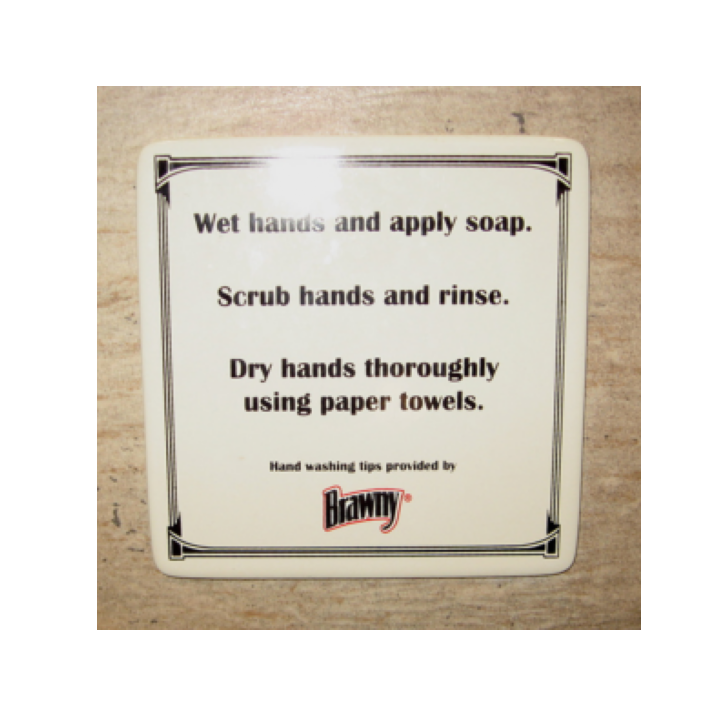 Wet hands and apply soap.
Scrub hands and rinse.
Dry hands thoroughly
using paper towels.
Hand washing tips provided by
Brawny®